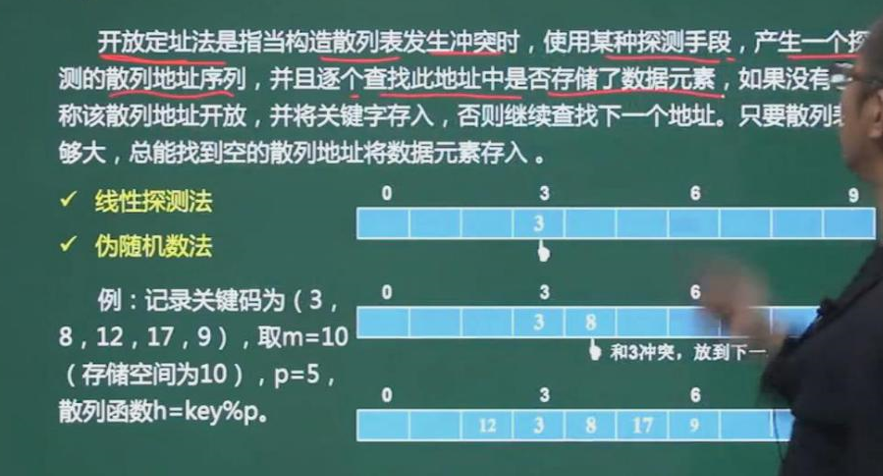 开放定址法是指当构造散列表发生冲突时，使用某种探测手段，产生一个探
测的散列地址序列，并且逐个查找此地址中是否存储了数据元素，如果没有
称该散列地址开放，并将关键字存入，否则继续查找下一个地址。只要散列
够大，总能找到空的散列地址将数据元素存入。
✓ 线性探测法
✓ 伪随机数法
0 3 6 9
3
例：记录关键码为（3，
8，12，17，9），取m=10
（存储空间为10），p=5，
散列函数h=key%p。
0 3 6
3 8
和3冲突，放到下一
0 3 6
12 3 8 17 9